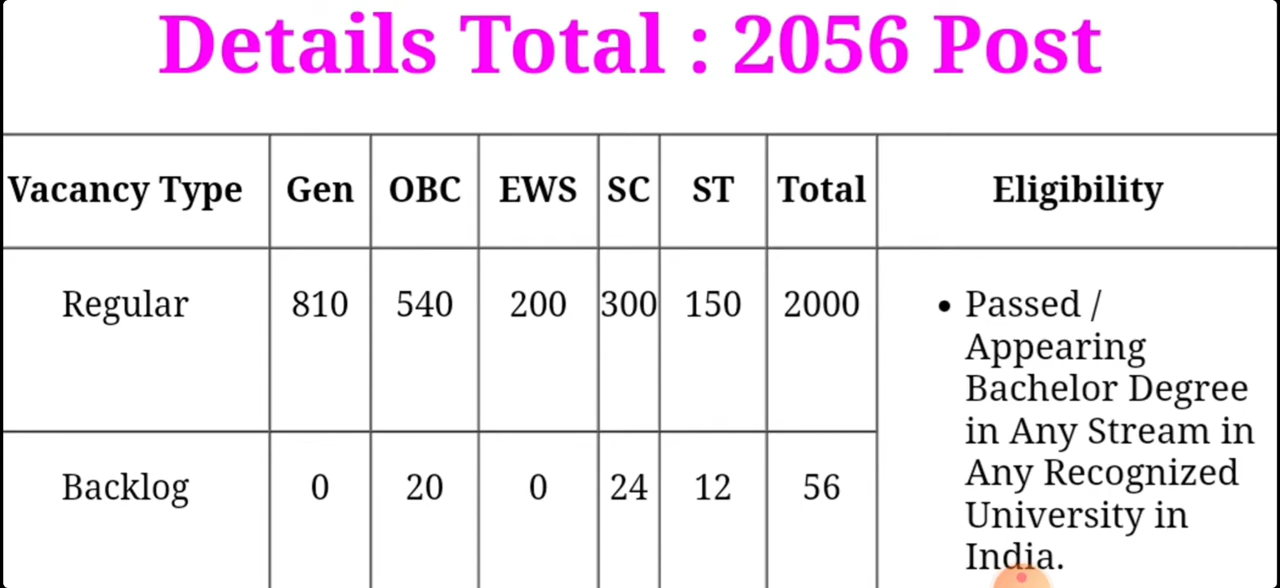 Details Total : 2056 Post
Vacancy Type Gen OBC EWS SC ST Total Eligibility
Regular 810 540 200 300 150 2000
• Passed /
Appearing
Bachelor Degree
in Any Stream in
Any Recognized
University in
India.
Backlog 0 20 0 24 12 56